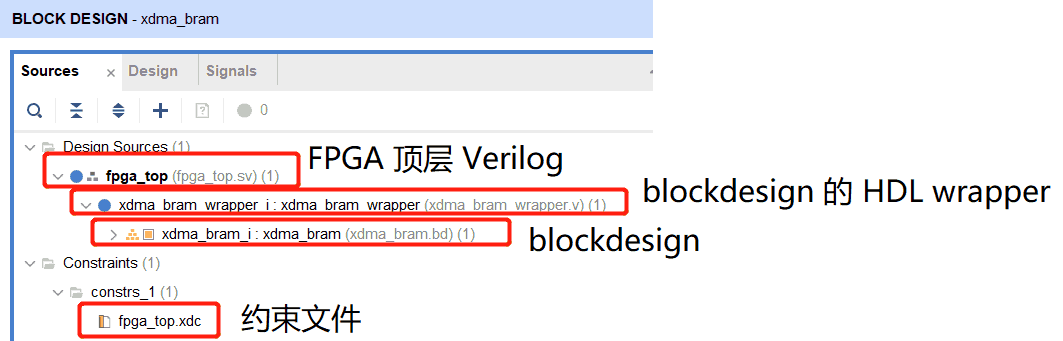 BLOCK DESIGN - xdma_bram
Sources × Design Signals
0
Design Sources (1)
fpga_top (fpga_top.sv) (1) FPGA 顶层 Verilog
xdma_bram_wrapper_i : xdma_bram_wrapper (xdma_bram_wrapper.v) (1) blockdesign 的 HDL wrapper
xdma_bram_i : xdma_bram (xdma_bram.bd) (1) blockdesign
Constraints (1)
constrs_1 (1)
fpga_top.xdc 约束文件